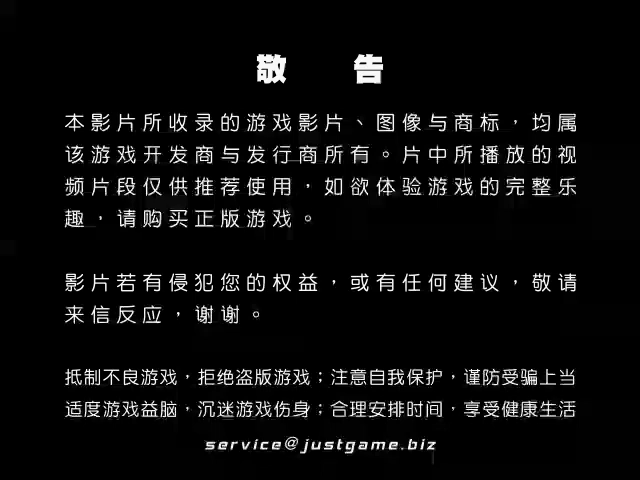 敬 告
本影片所收录的游戏影片、图像与商标，均属
该游戏开发商与发行商所有。片中所播放的视
频片段仅供推荐使用，如欲体验游戏的完整乐
趣，请购买正版游戏。
影片若有侵犯您的权益，或有任何建议，敬请
来信反应，谢谢。
抵制不良游戏，拒绝盗版游戏；注意自我保护，谨防受骗上当
适度游戏益脑，沉迷游戏伤身；合理安排时间，享受健康生活
service@justgame.biz